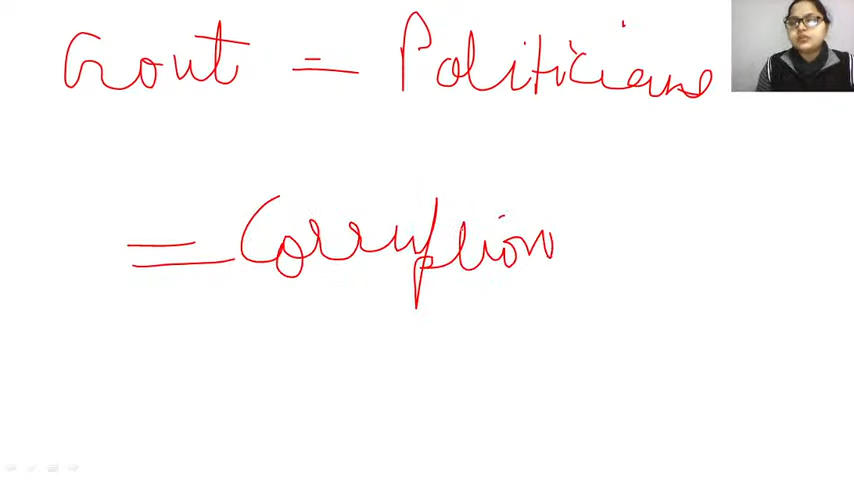 Govt = Politicians
= Corruption